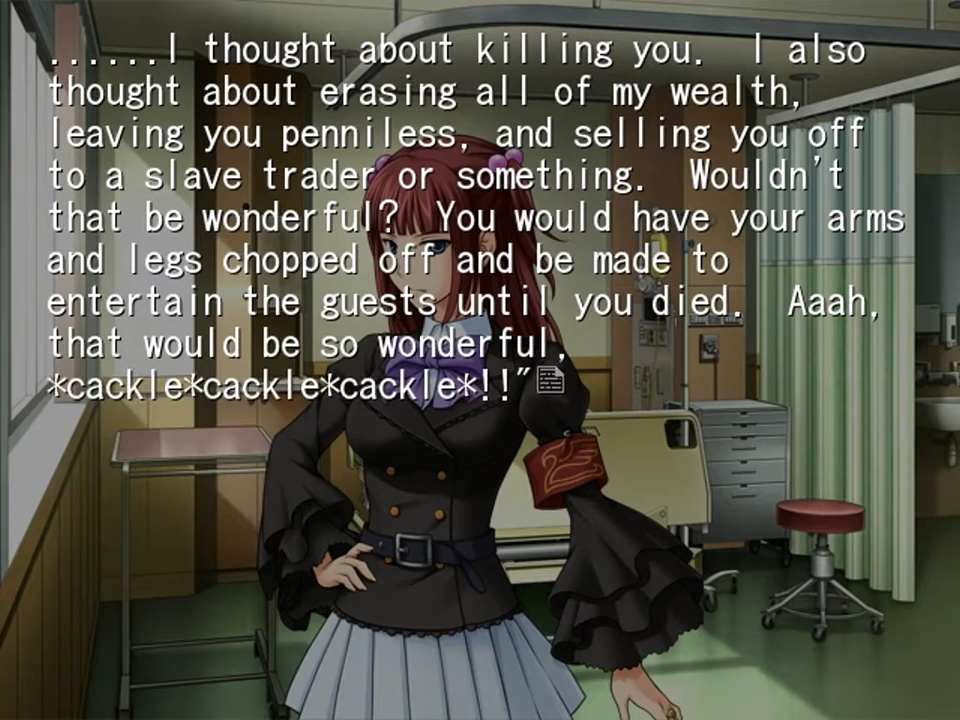 ......I thought about killing you.  I also
thought about erasing all of my wealth,
leaving you penniless, and selling you off
to a slave trader or something.  Wouldn't
that be wonderful?  You would have your arms
and legs chopped off and be made to
entertain the guests until you died.  Aaah,
that would be so wonderful,
*cackle*cackle*cackle*!!"